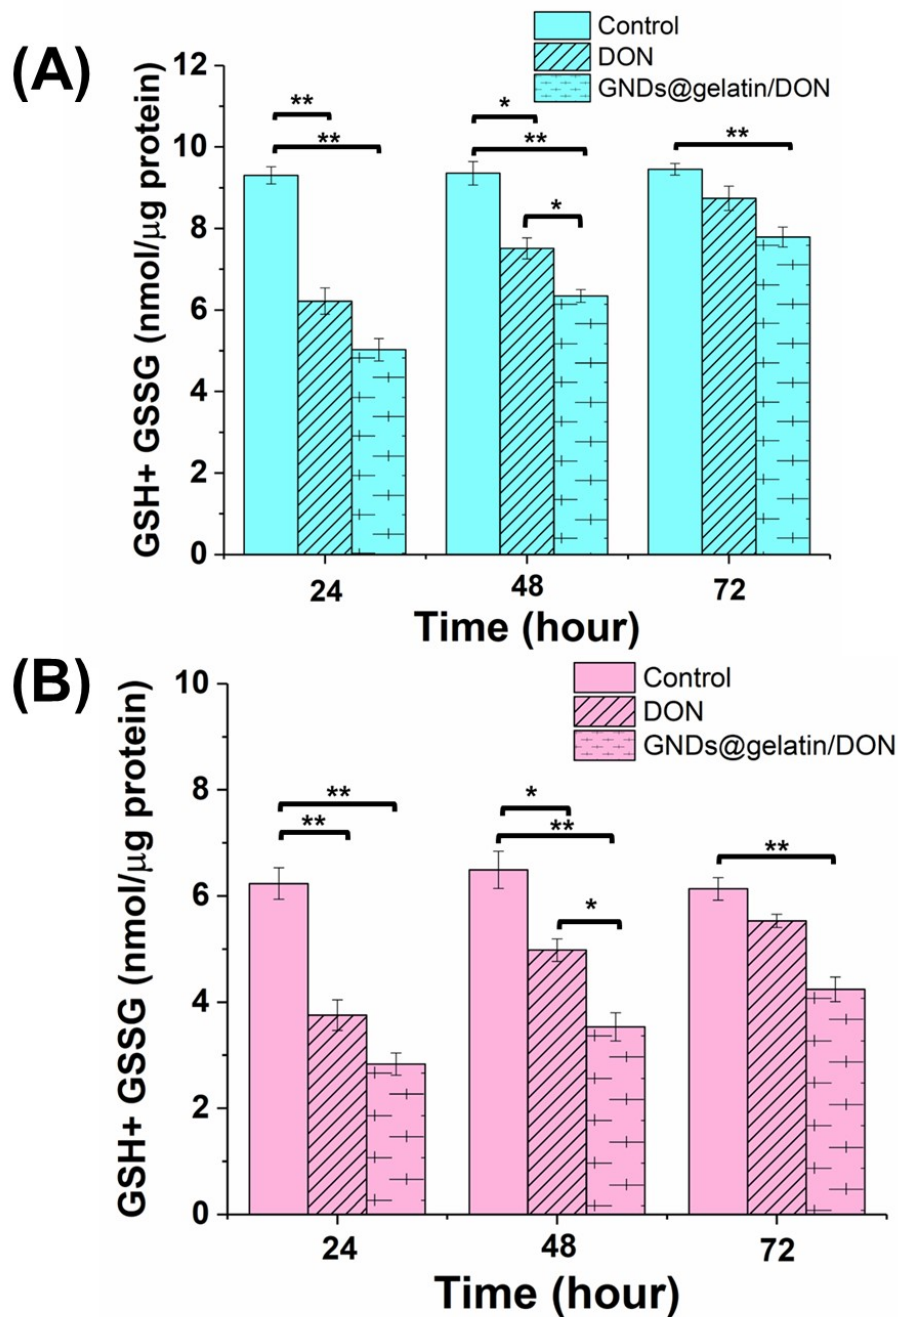 (A)
Control
DON
GNDs@gelatin/DON
GSH+ GSSG (nmol/μg protein)
12
10
8
6
4
2
0
**
**
*
**
*
**
24
48
72
Time (hour)
(B)
Control
DON
GNDs@gelatin/DON
GSH+ GSSG (nmol/μg protein)
10
8
6
4
2
0
**
**
*
**
*
**
24
48
72
Time (hour)